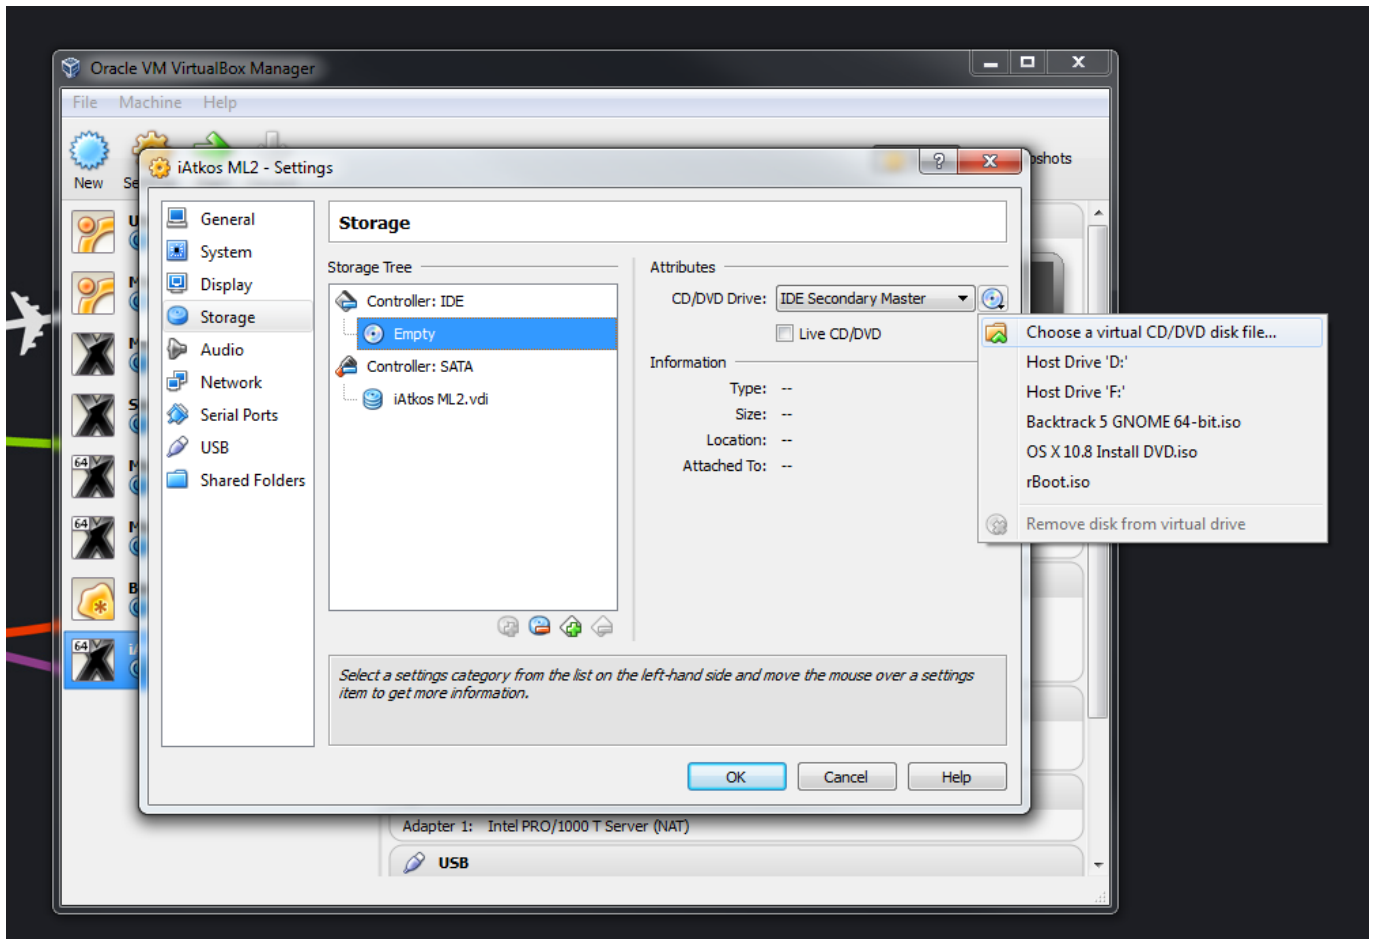 Oracle VM VirtualBox Manager
File Machine Help
New
pshots
iAtkos ML2 - Settings
General
System
Display
Storage
Audio
Network
Serial Ports
USB
Shared Folders
Storage
Storage Tree
Controller: IDE
Empty
Controller: SATA
iAtkos ML2.vdi
Attributes
CD/DVD Drive: IDE Secondary Master
Live CD/DVD
Information
Type: --
Size: --
Location: --
Attached To: --
Choose a virtual CD/DVD disk file...
Host Drive 'D:'
Host Drive 'F:'
Backtrack 5 GNOME 64-bit.iso
OS X 10.8 Install DVD.iso
rBoot.iso
Remove disk from virtual drive
64
64
64
Select a settings category from the list on the left-hand side and move the mouse over a settings
item to get more information.
OK Cancel Help
Adapter 1: Intel PRO/1000 T Server (NAT)
USB